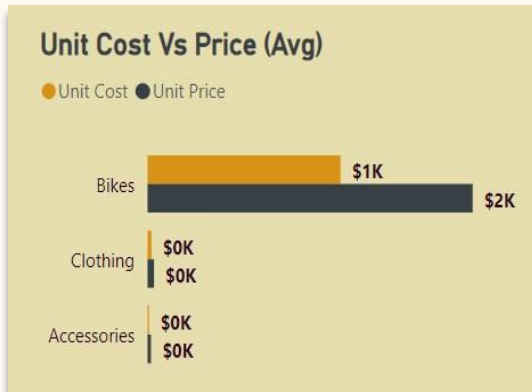 Unit Cost Vs Price (Avg)
Unit Cost Unit Price
$1K
Bikes
$2K
$0K
Clothing
$0K
$0K
Accessories
$0K